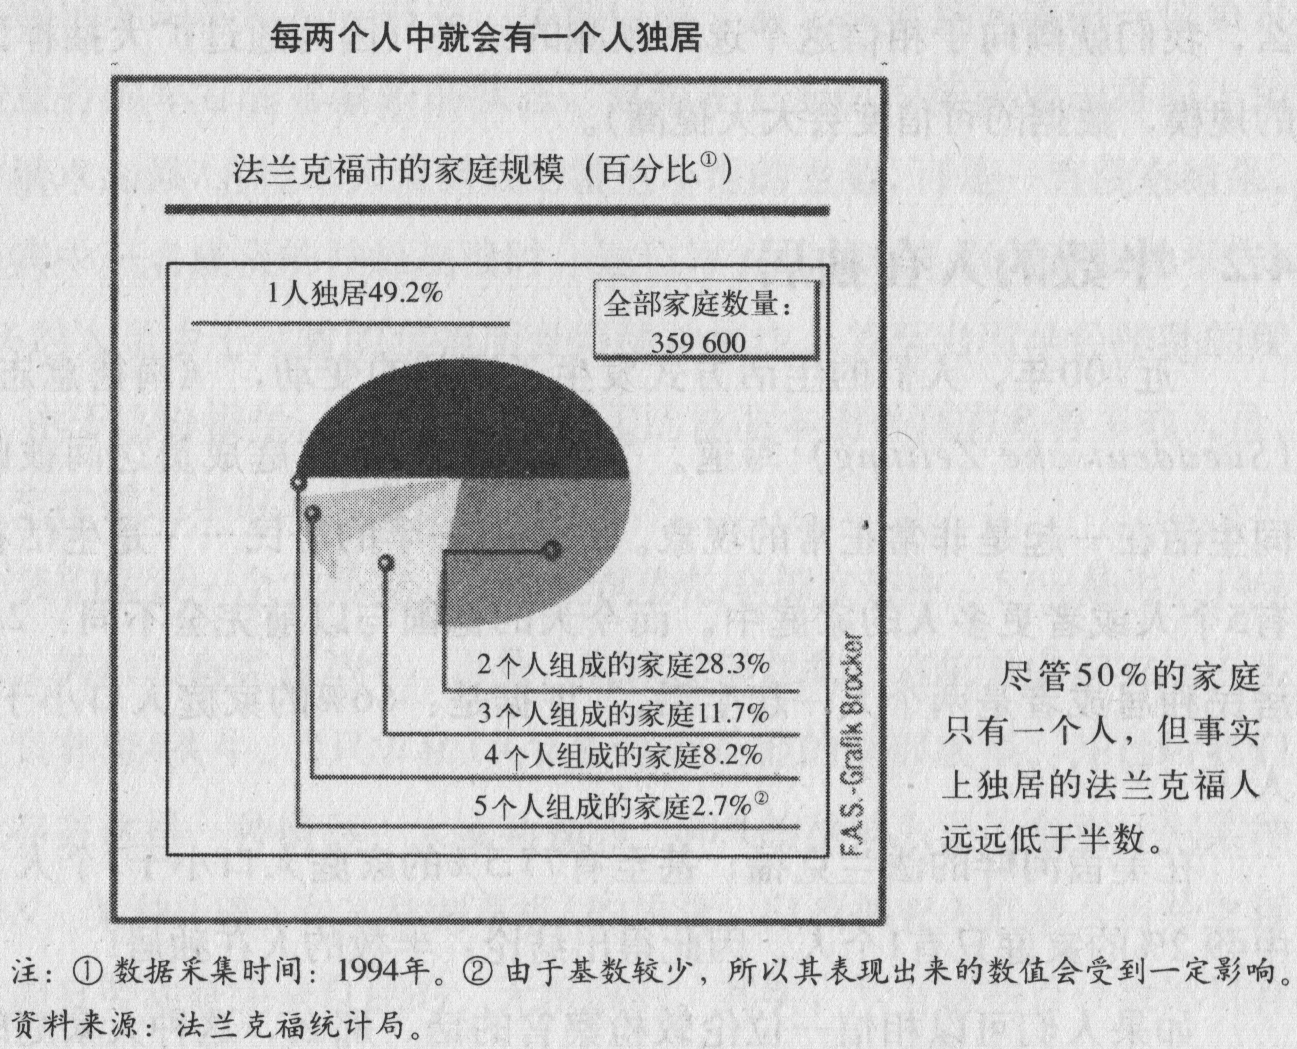 每两个人中就会有一个人独居
法兰克福市的家庭规模（百分比①）
1人独居49.2%
全部家庭数量：
359 600
2个人组成的家庭28.3%
3个人组成的家庭11.7%
4个人组成的家庭8.2%
5个人组成的家庭2.7%②
F.A.S.-Grafik Brocker
尽管50%的家庭
只有一个人，但事实
上独居的法兰克福人
远远低于半数。
注：① 数据采集时间：1994年。② 由于基数较少，所以其表现出来的数值会受到一定影响。
资料来源：法兰克福统计局。